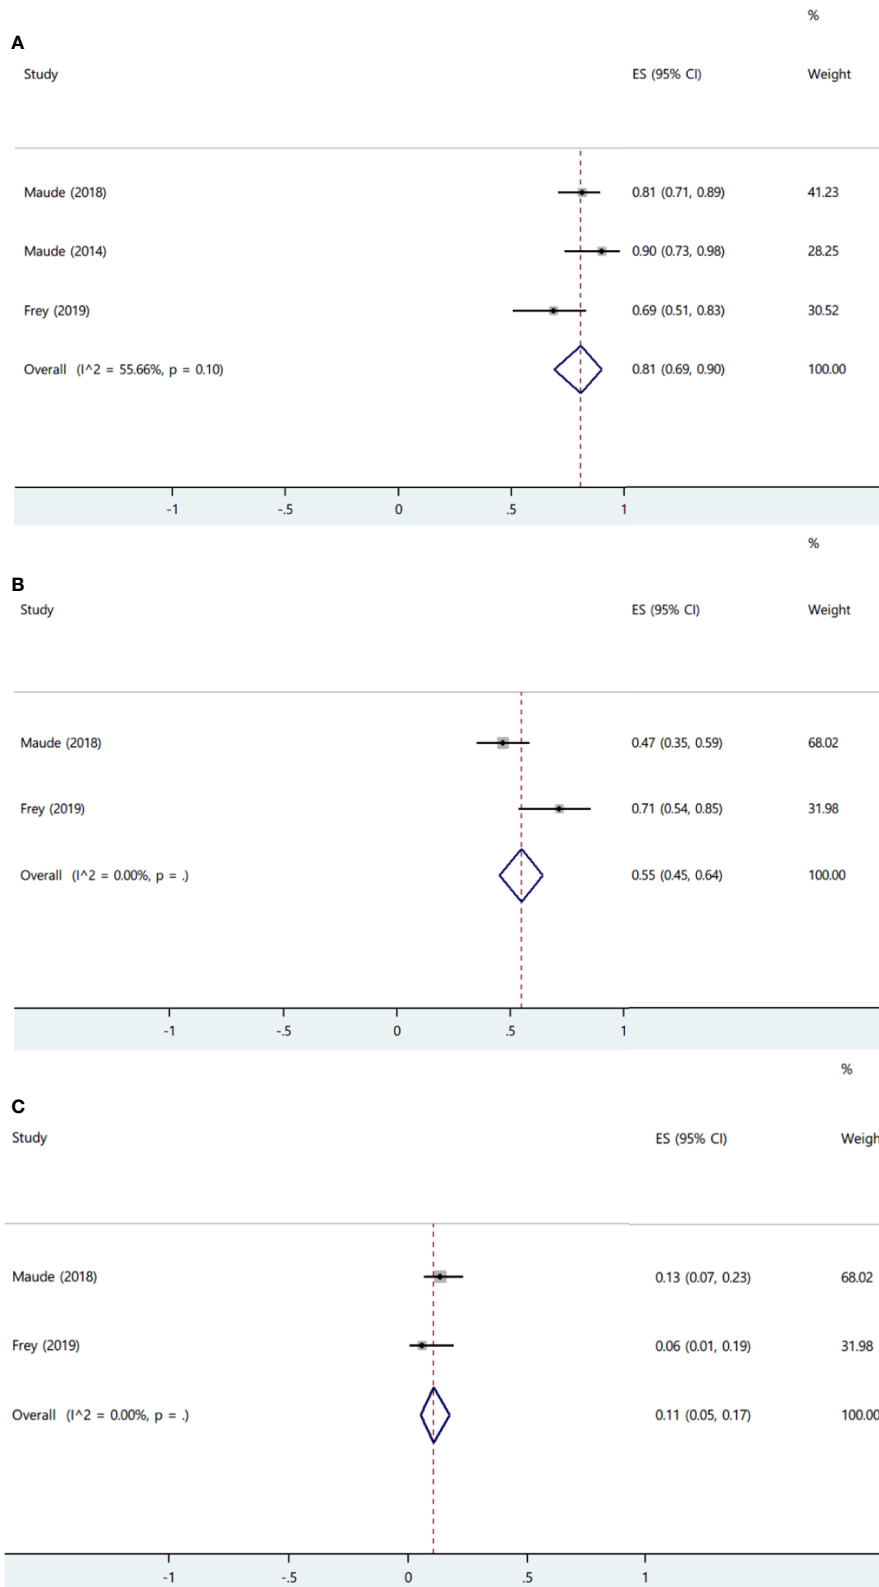 %
A
Study ES (95% CI) Weight
Maude (2018) 0.81 (0.71, 0.89) 41.23
Maude (2014) 0.90 (0.73, 0.98) 28.25
Frey (2019) 0.69 (0.51, 0.83) 30.52
Overall (I^2 = 55.66%, p = 0.10) 0.81 (0.69, 0.90) 100.00
-1 -.5 0 .5 1
%
B
Study ES (95% CI) Weight
Maude (2018) 0.47 (0.35, 0.59) 68.02
Frey (2019) 0.71 (0.54, 0.85) 31.98
Overall (I^2 = 0.00%, p = .) 0.55 (0.45, 0.64) 100.00
-1 -.5 0 .5 1
%
C
Study ES (95% CI) Weigh
Maude (2018) 0.13 (0.07, 0.23) 68.02
Frey (2019) 0.06 (0.01, 0.19) 31.98
Overall (I^2 = 0.00%, p = .) 0.11 (0.05, 0.17) 100.00
-1 -.5 0 .5 1